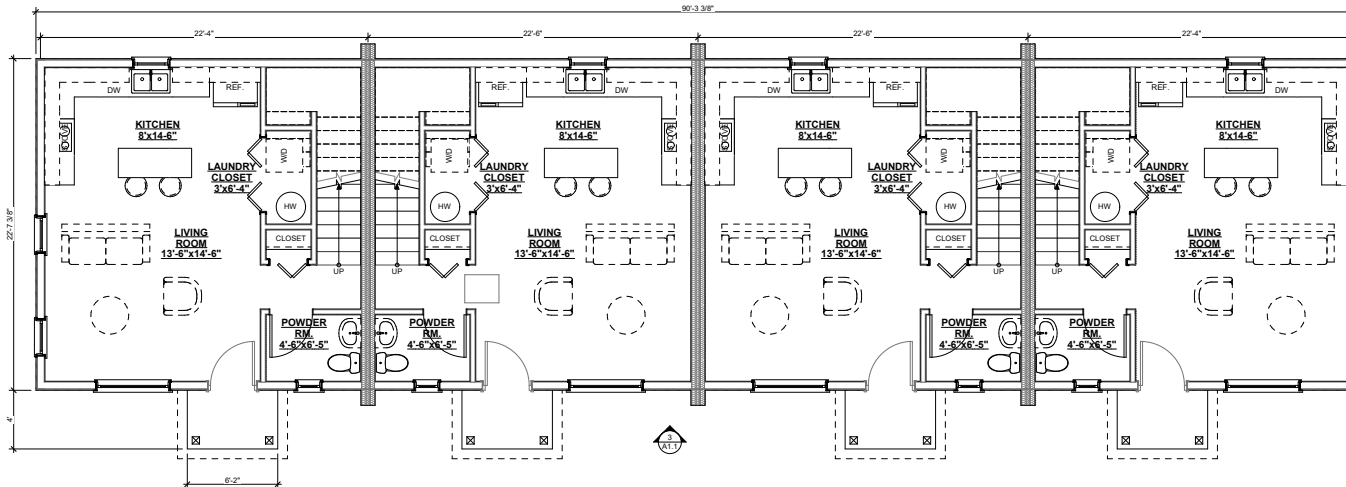 90'-3 3/8"
22'-4"
22'-6"
22'-6"
22'-4"
22'-7 3/8"
4'
6'-2"
DW
REF.
KITCHEN
8'x14'-6"
STOVE
W/D
LAUNDRY
CLOSET
3'x6'-4"
HW
CLOSET
LIVING
ROOM
13'-6"x14'-6"
UP
POWDER
RM.
4'-6"x6'-5"
REF.
DW
KITCHEN
8'x14'-6"
STOVE
W/D
LAUNDRY
CLOSET
3'x6'-4"
HW
CLOSET
LIVING
ROOM
13'-6"x14'-6"
UP
POWDER
RM.
4'-6"x6'-5"
DW
REF.
KITCHEN
8'x14'-6"
STOVE
W/D
LAUNDRY
CLOSET
3'x6'-4"
HW
CLOSET
LIVING
ROOM
13'-6"x14'-6"
UP
POWDER
RM.
4'-6"x6'-5"
REF.
DW
KITCHEN
8'x14'-6"
STOVE
W/D
LAUNDRY
CLOSET
3'x6'-4"
HW
CLOSET
LIVING
ROOM
13'-6"x14'-6"
UP
POWDER
RM.
4'-6"x6'-5"
3
A1.1